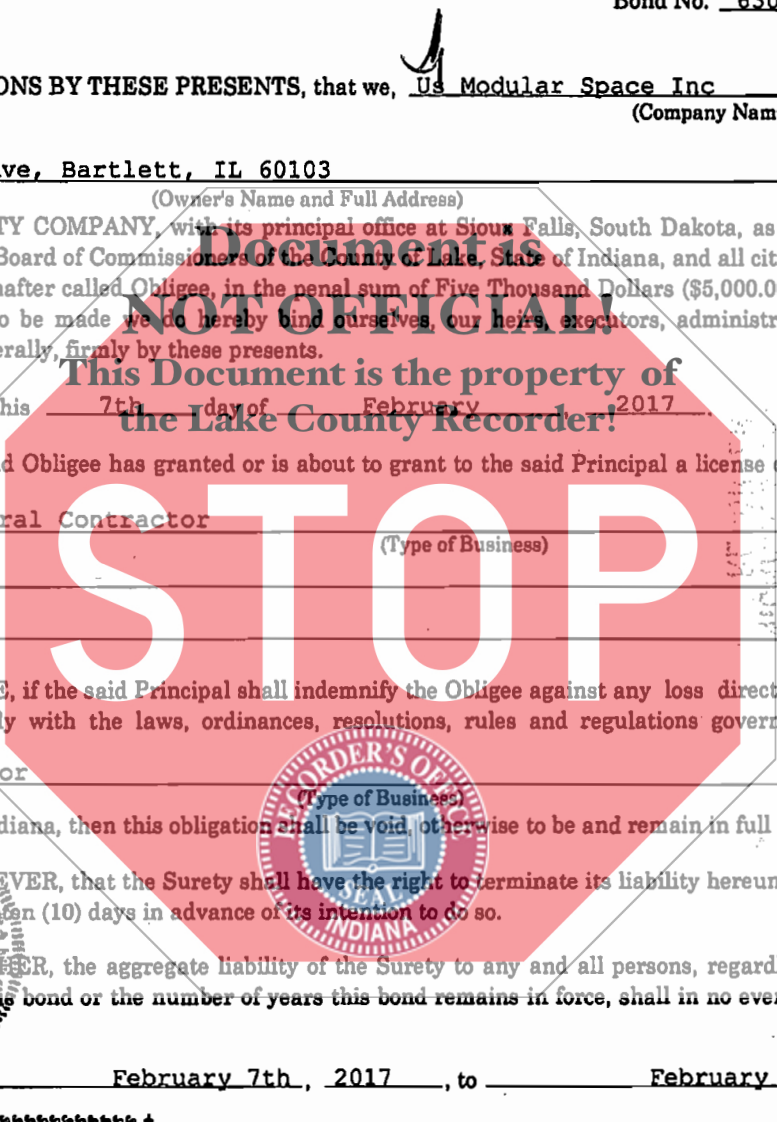 Bond No. 630
ONS BY THESE PRESENTS, that we, Us Modular Space Inc
(Company Nam
ve, Bartlett, IL 60103
(Owner's Name and Full Address)
TY COMPANY, with its principal office at Sioux Falls, South Dakota, as
Document is
Board of Commissioners of the County of Lake, State of Indiana, and all cit
after called Obligee, in the penal sum of Five Thousand Dollars ($5,000.0
NOT OFFICIAL!
o be made we do hereby bind ourselves, our heirs, executors, administr
erally, firmly by these presents.
This Document is the property of
his 7th day of February, 2017.
the Lake County Recorder!
d Obligee has granted or is about to grant to the said Principal a license
ral Contractor
(Type of Business)
STOP
E, if the said Principal shall indemnify the Obligee against any loss direct
ly with the laws, ordinances, resolutions, rules and regulations govern
or
RECORDER'S OFFICE
(Type of Business)
diana, then this obligation shall be void, otherwise to be and remain in full
EVER, that the Surety shall have the right to terminate its liability hereun
SEAL
ten (10) days in advance of its intention to do so.
INDIANA
HER, the aggregate liability of the Surety to any and all persons, regardl
s bond or the number of years this bond remains in force, shall in no ever
February 7th, 2017, to February